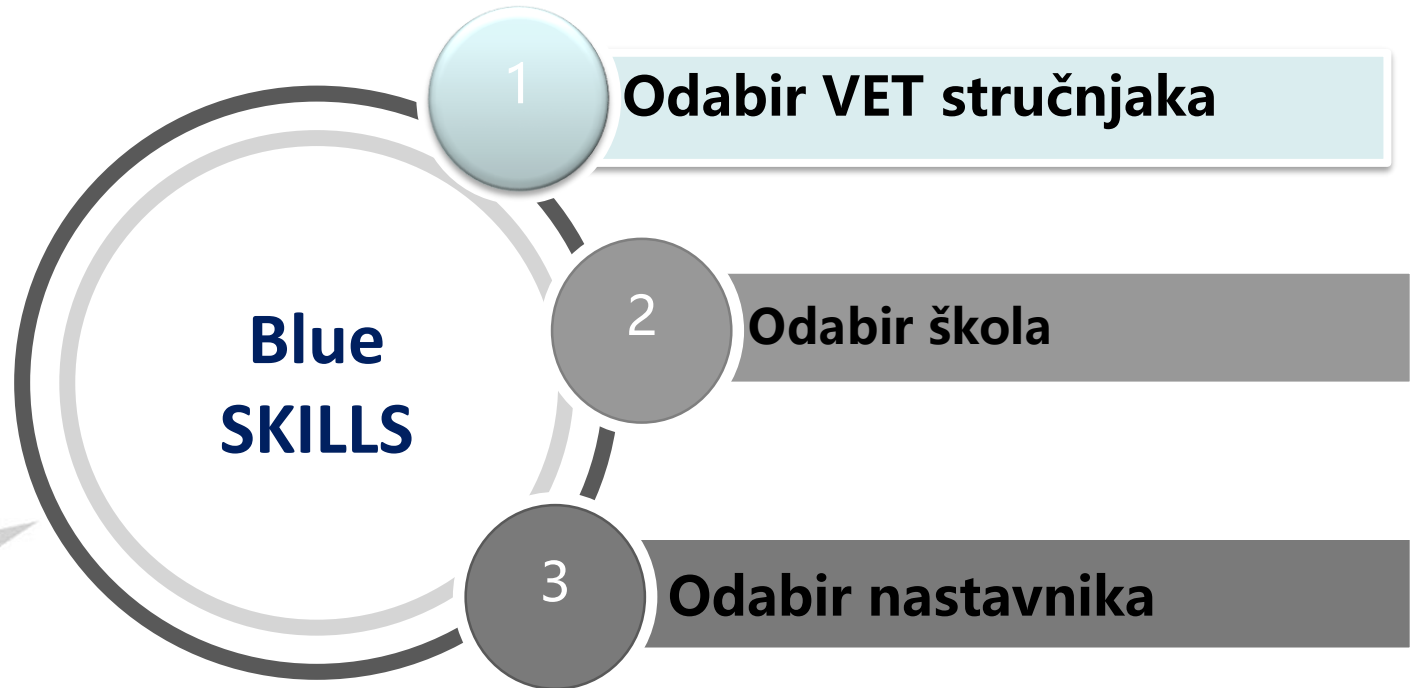 1
Odabir VET stručnjaka
2
Odabir škola
Blue
SKILLS
3
Odabir nastavnika